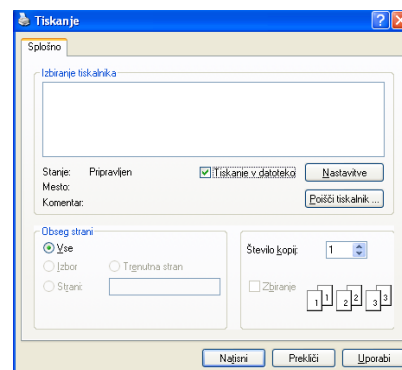 Tiskanje
Splošno
Izbiranje tiskalnika
Stanje: Pripravljen
Tiskanje v datoteko
Nastavitve
Mesto:
Komentar:
Poišči tiskalnik ...
Obseg strani
Vse
Izbor
Trenutna stran
Strani:
Število kopij: 1
Zbiranje
1 1 2 2 3 3
Natisni
Prekliči
Uporabi